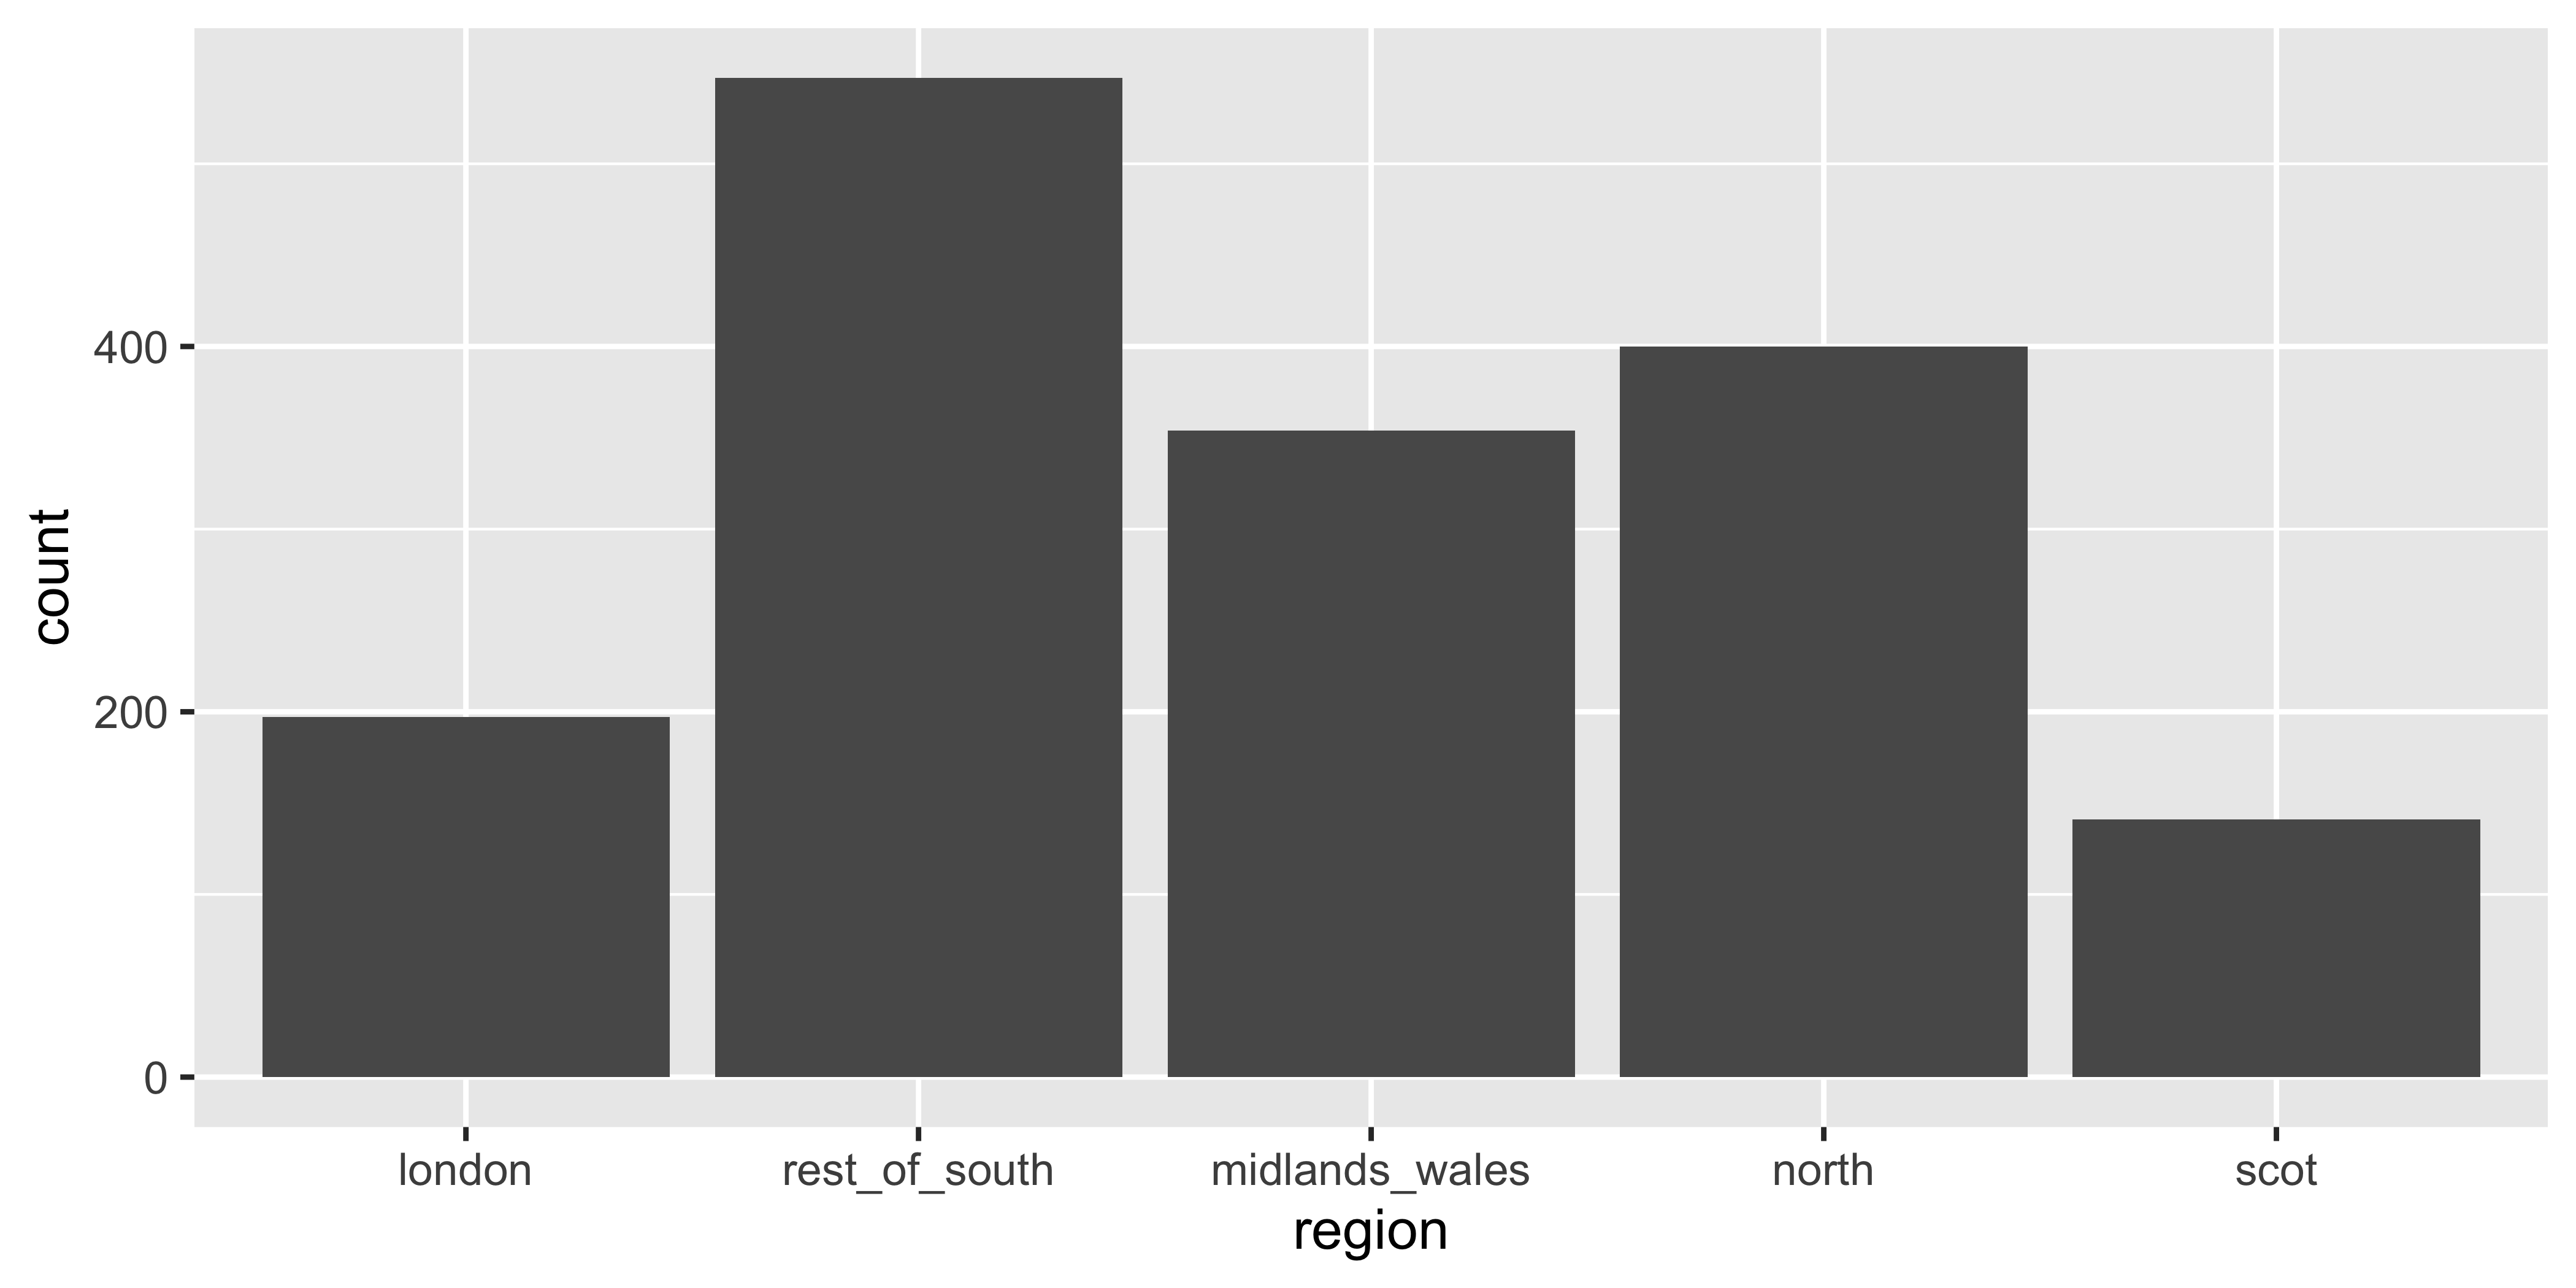 count
400
200
0
london rest_of_south midlands_wales north scot
region